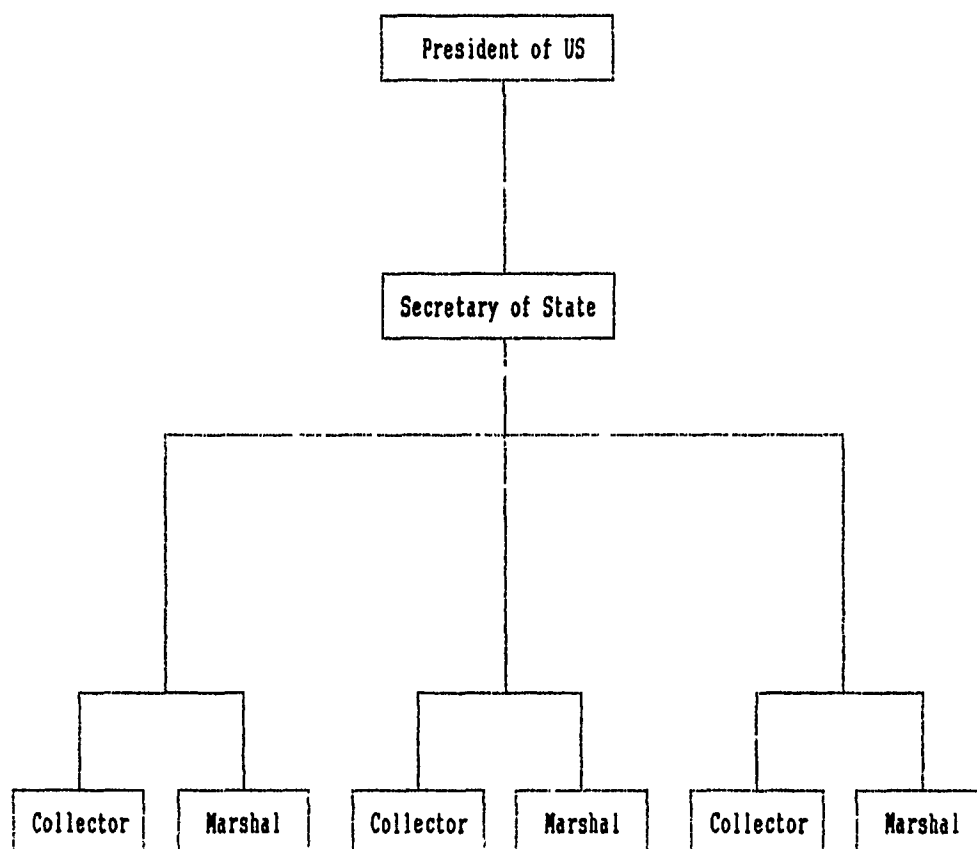 President of US
Secretary of State
Collector
Marshal
Collector
Marshal
Collector
Marshal